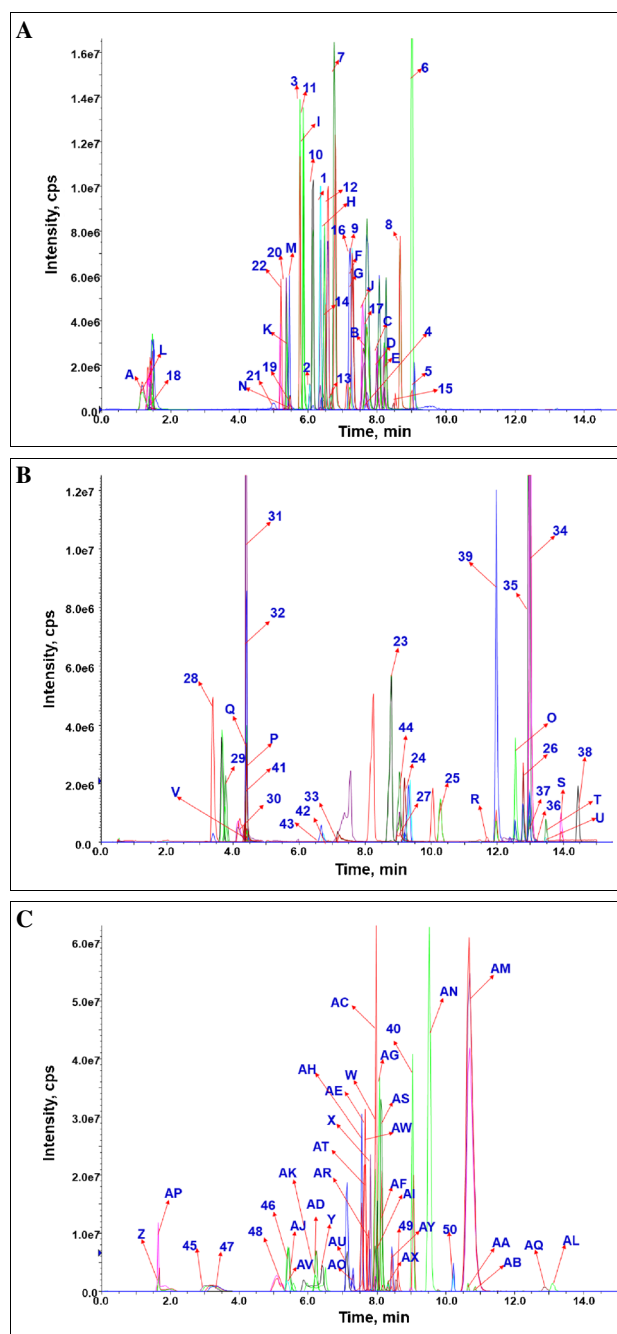 A
Intensity, cps
1.6e7
1.4e7
1.2e7
1.0e7
8.0e6
6.0e6
4.0e6
2.0e6
0.0
7
6
3
11
I
10
1
12
H
16
9
F
G
8
20
M
22
J
K
14
17
B
C
4
D
E
A
L
18
2
19
21
N
13
5
15
0.0
2.0
4.0
6.0
8.0
10.0
12.0
14.0
Time, min
B
Intensity, cps
1.2e7
1.0e7
8.0e6
6.0e6
4.0e6
2.0e6
0.0
31
39
34
35
32
23
28
Q
P
29
44
24
O
26
38
V
41
30
33
42
43
27
25
R
37
S
36
T
U
0.0
2.0
4.0
6.0
8.0
10.0
12.0
14.0
Time, min
C
Intensity, cps
6.0e7
5.0e7
4.0e7
3.0e7
2.0e7
1.0e7
0.0
AC
AN
AM
40
AH
W
AG
AE
AS
X
AW
AT
AP
AK
AR
46
AJ
AD
Y
AF
AI
Z
45
47
48
AV
AU
AO
49
AY
AX
50
AA
AB
AQ
AL
0.0
2.0
4.0
6.0
8.0
10.0
12.0
14.0
Time, min